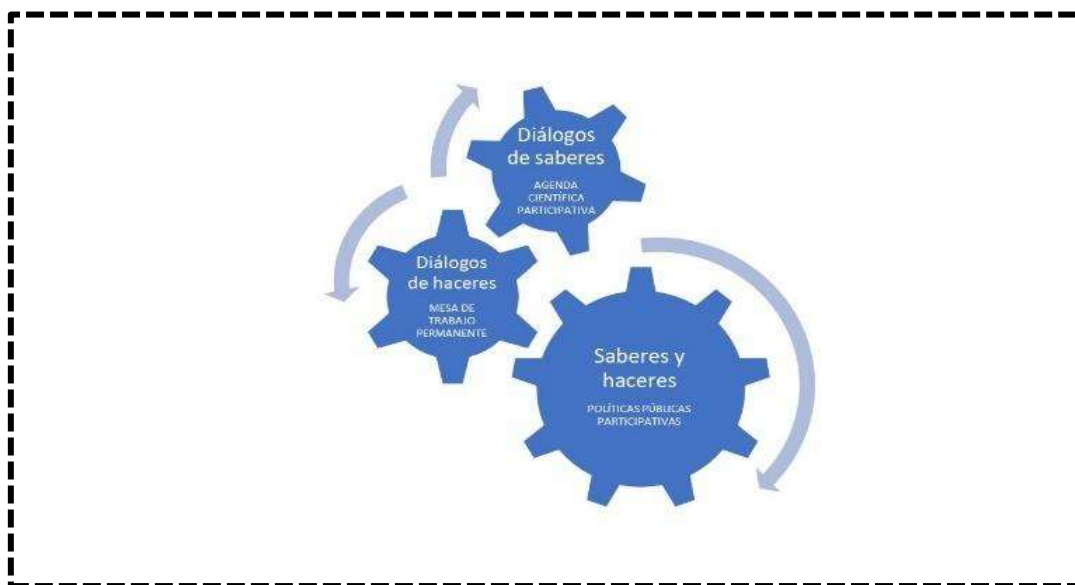 Diálogos
de saberes
AGENDA
CIENTÍFICA
PARTICIPATIVA
Diálogos
de haceres
MESA DE
TRABAJO
PERMANENTE
Saberes y
haceres
POLÍTICAS PÚBLICAS
PARTICIPATIVAS